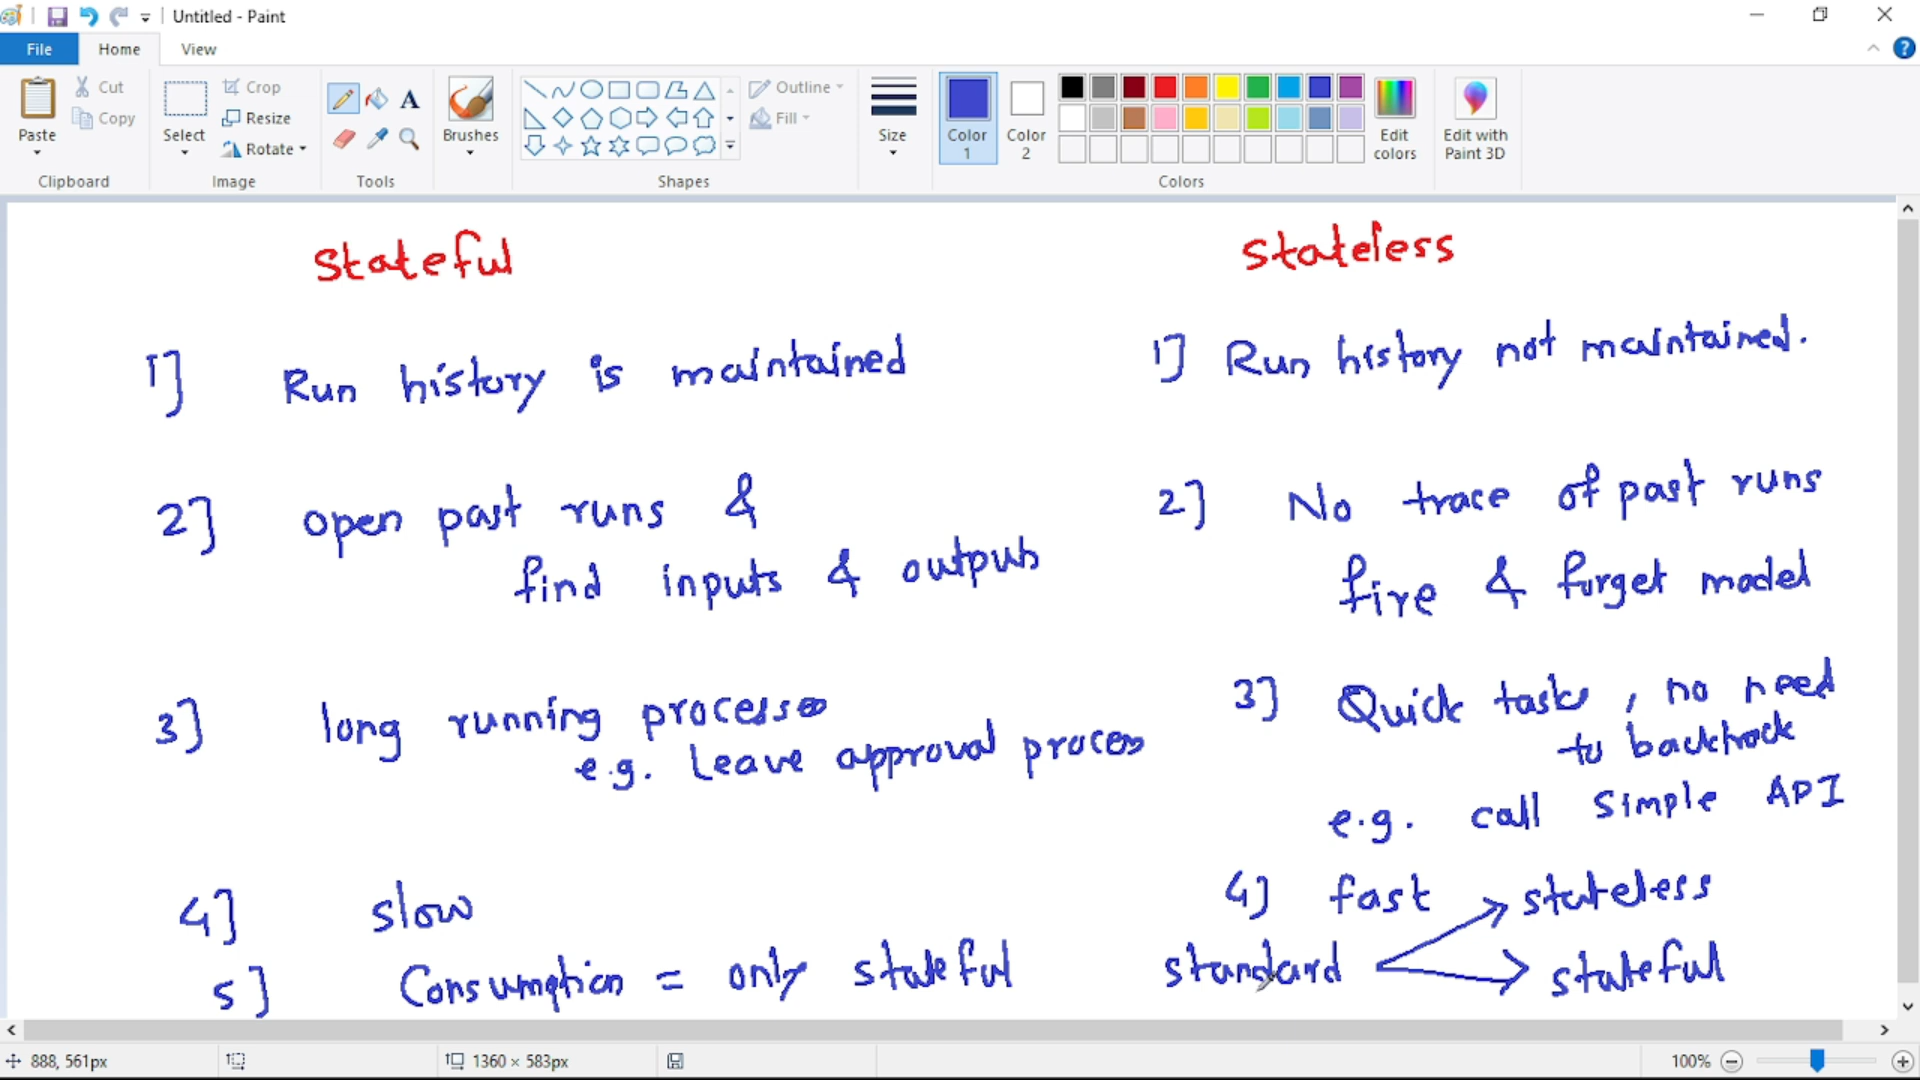 Untitled - Paint
File Home View
Paste
Cut
Copy
Clipboard
Select
Crop
Resize
Rotate
Image
Tools
Brushes
Shapes
Outline
Fill
Size
Color 1
Color 2
Colors
Edit colors
Edit with Paint 3D
Stateful
Stateless
1] Run history is maintained
1] Run history not maintained.
2] open past runs &
find inputs & outputs
2] No trace of past runs
fire & forget model
3] long running process
e.g. Leave approval process
3] Quick tasks, no need
to backtrack
e.g. call simple API
4] slow
4] fast
5] Consumption = only stateful
standard
stateless
stateful
888, 561px
1360 × 583px
100%